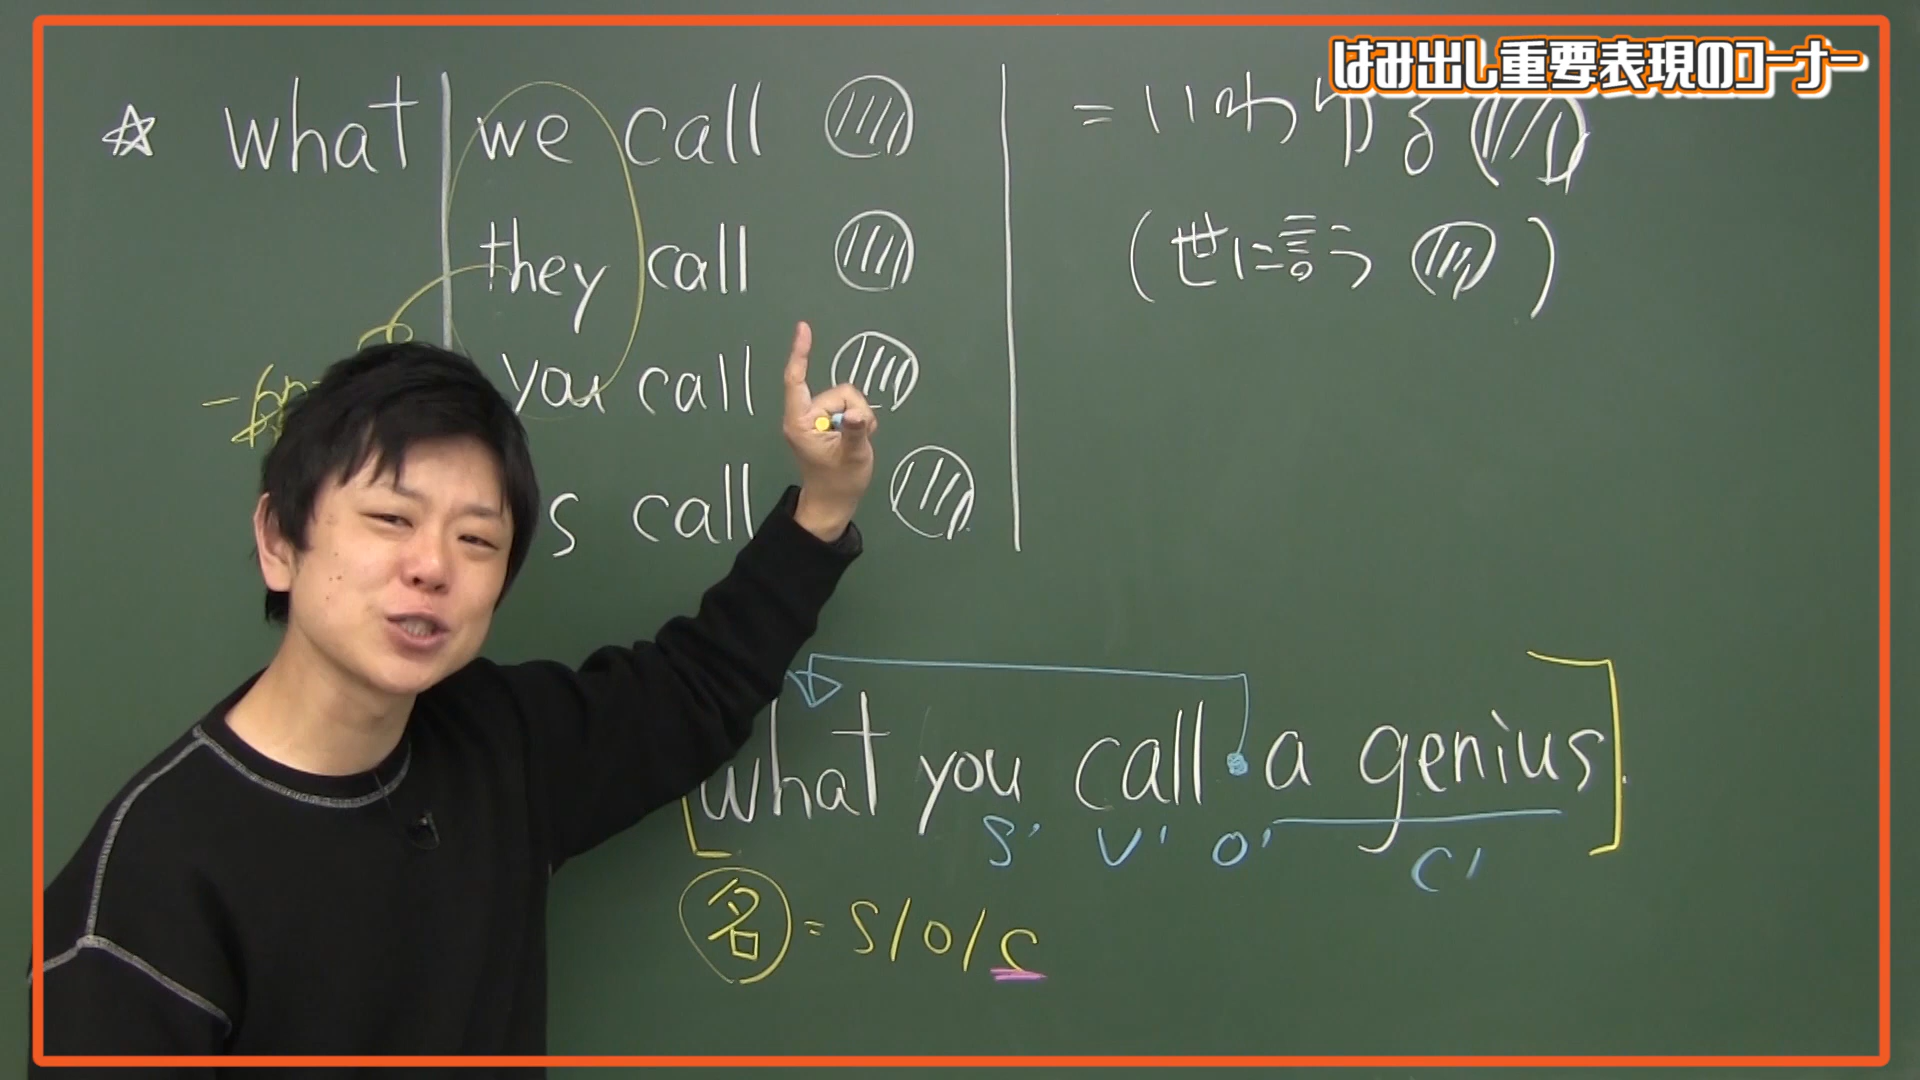 はみ出し重要表現のコーナー
☆ what we call
= いわゆる
they call
(世に言う )
you call
s call
what you call a genius.
S' V' O' C'
名 = S/O/C